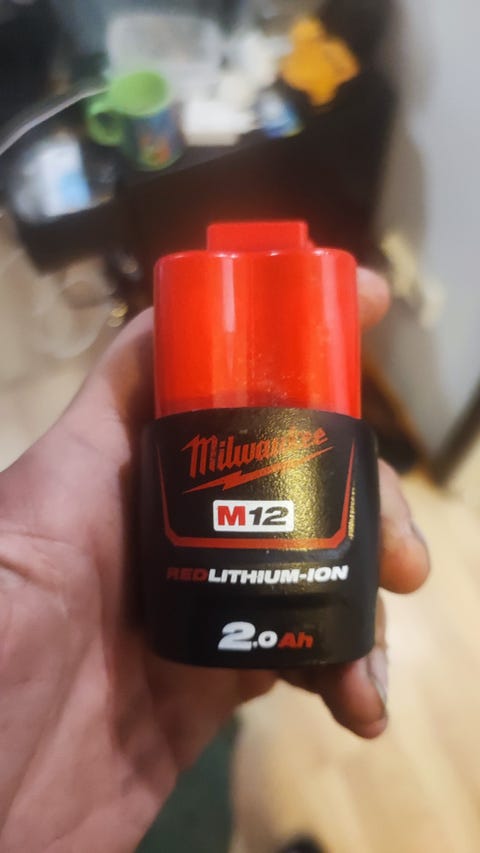 Milwaukee
M12
REDLITHIUM-ION
2.0Ah